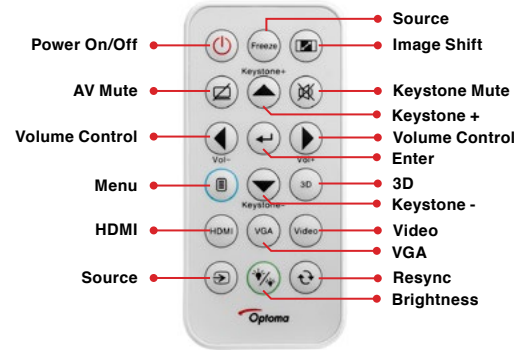 Source
Power On/Off
Freeze
Image Shift
Keystone+
AV Mute
Keystone Mute
Keystone +
Volume Control
Volume Control
Vol-
Vol+
Enter
Menu
3D
3D
Keystone-
Keystone -
HDMI
HDMI
VGA
Video
Video
VGA
Source
Resync
Brightness
Optoma